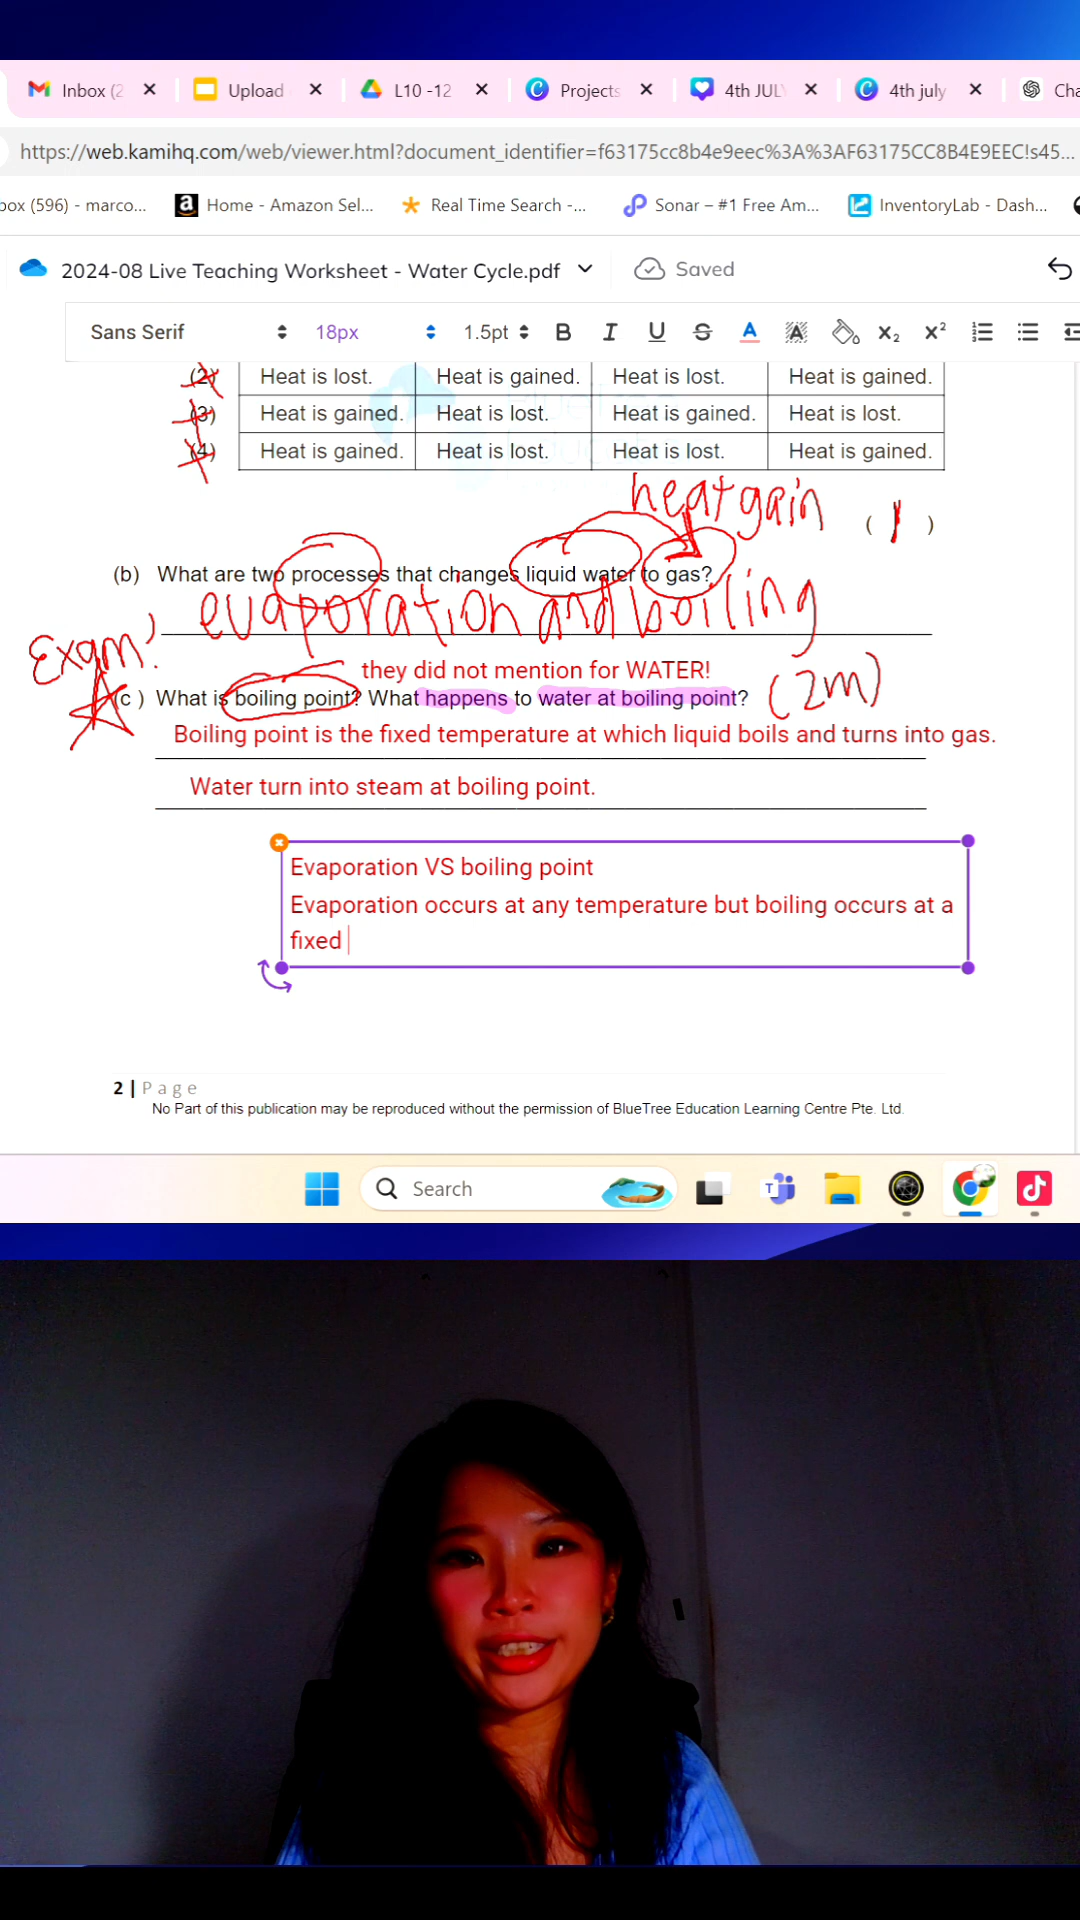 Inbox (2
Upload
L10 -12
Projects
4th JUL
4th july
Cha
https://web.kamihq.com/web/viewer.html?document_identifier=f63175cc8b4e9eec%3A%3AF63175CC8B4E9EEC!s45...
box (596) - marco...
Home - Amazon Sel...
Real Time Search -...
Sonar – #1 Free Am...
InventoryLab - Dash...
2024-08 Live Teaching Worksheet - Water Cycle.pdf
Saved
Sans Serif 18px 1.5pt B I U S A A X₂ X²
(2) Heat is lost. Heat is gained. Heat is lost. Heat is gained.
(3) Heat is gained. Heat is lost. Heat is gained. Heat is lost.
(4) Heat is gained. Heat is lost. Heat is lost. Heat is gained.
heat gain
( 1 )
(b) What are two processes that changes liquid water to gas?
evaporation and boiling
Exam!
they did not mention for WATER!
(c ) What is boiling point? What happens to water at boiling point? (2m)
Boiling point is the fixed temperature at which liquid boils and turns into gas.
Water turn into steam at boiling point.
Evaporation VS boiling point
Evaporation occurs at any temperature but boiling occurs at a
fixed
2 | Page
No Part of this publication may be reproduced without the permission of BlueTree Education Learning Centre Pte. Ltd.
Search